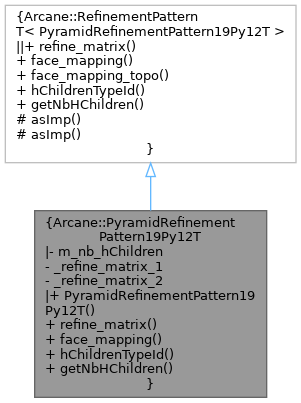 {Arcane::RefinementPattern
T< PyramidRefinementPattern19Py12T >
||+ refine_matrix()
+ face_mapping()
+ face_mapping_topo()
+ hChildrenTypeId()
+ getNbHChildren()
# asImp()
# asImp()
}
{Arcane::PyramidRefinement
Pattern19Py12T
|- m_nb_hChildren
- _refine_matrix_1
- _refine_matrix_2
|+ PyramidRefinementPattern19
Py12T()
+ refine_matrix()
+ face_mapping()
+ hChildrenTypeId()
+ getNbHChildren()
}